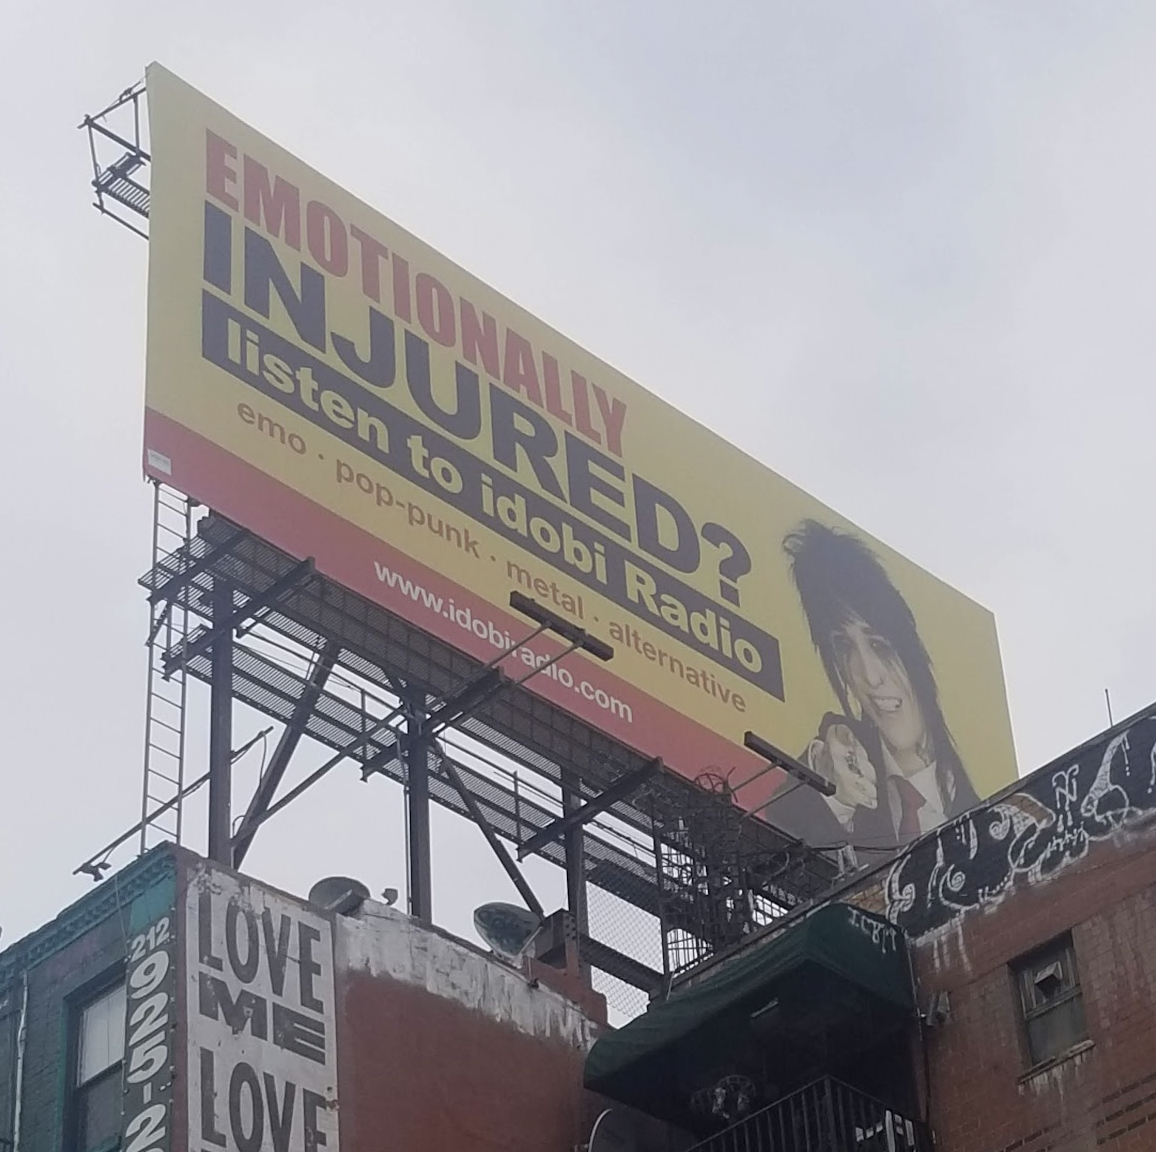 EMOTIONALLY
INJURED?
listen to idobi Radio
emo · pop-punk · metal · alternative
www.idobiradio.com
LOVE
ME
LOVE
212
925-2